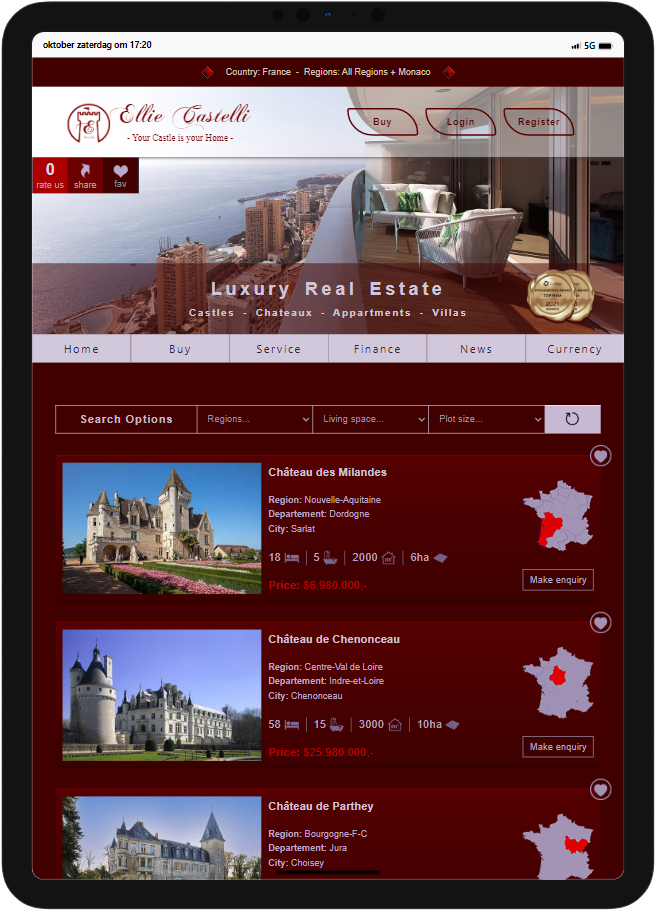 oktober zaterdag om 17:20
5G
Country: France - Regions: All Regions + Monaco
E
Ellie Castelli
- Your Castle is your Home -
Buy
Login
Register
0
rate us
share
fav
Luxury Real Estate
Castles - Chateaux - Appartments - Villas
2021
Home
Buy
Service
Finance
News
Currency
Search Options
Regions...
Living space...
Plot size...
Château des Milandes
Region: Nouvelle-Aquitaine
Departement: Dordogne
City: Sarlat
18 | 5 | 2000 | 6ha
Price: $6.980.000,-
Make enquiry
Château de Chenonceau
Region: Centre-Val de Loire
Departement: Indre-et-Loire
City: Chenonceau
58 | 15 | 3000 | 10ha
Price: $25.980.000,-
Make enquiry
Château de Parthey
Region: Bourgogne-F-C
Departement: Jura
City: Choisey